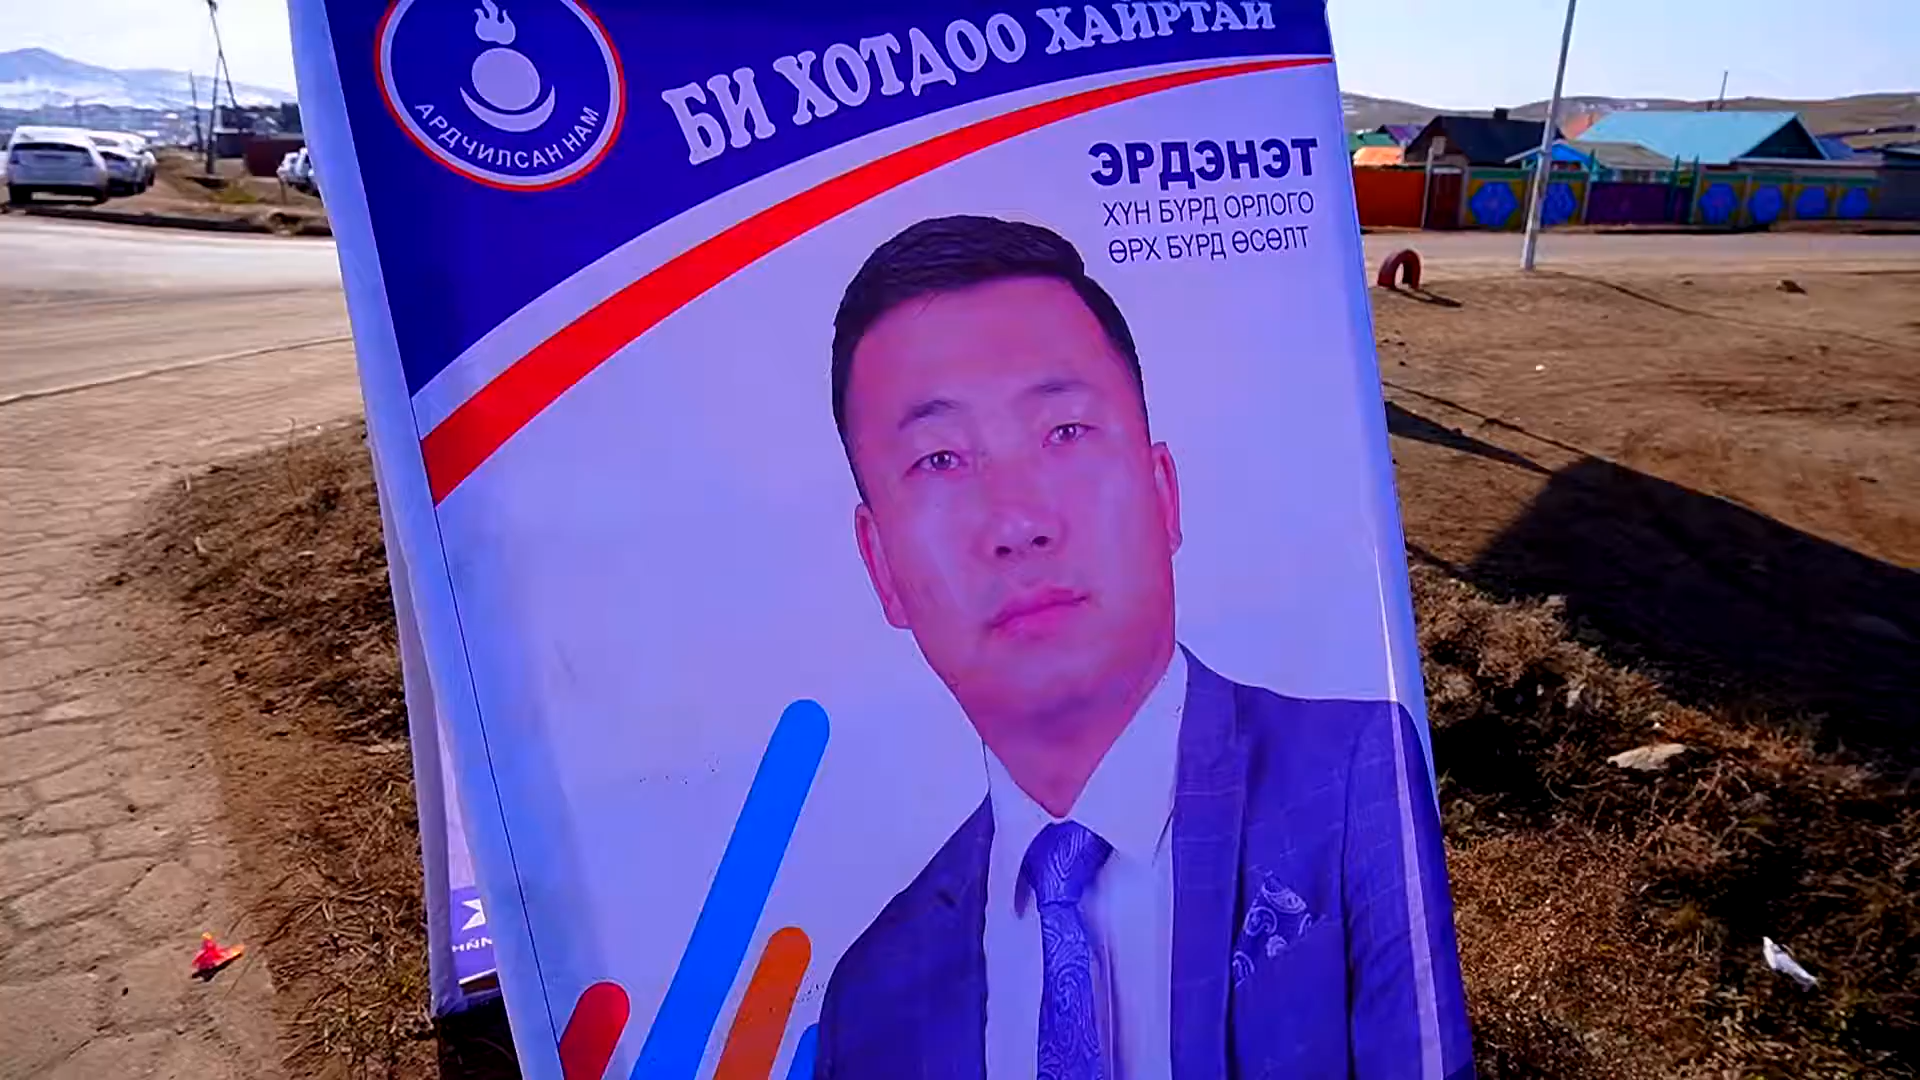 АРДЧИЛСАН НАМ
БИ ХОТДОО ХАЙРТАЙ
ЭРДЭНЭТ
ХҮН БҮРД ОРЛОГО
ӨРХ БҮРД ӨСӨЛТ